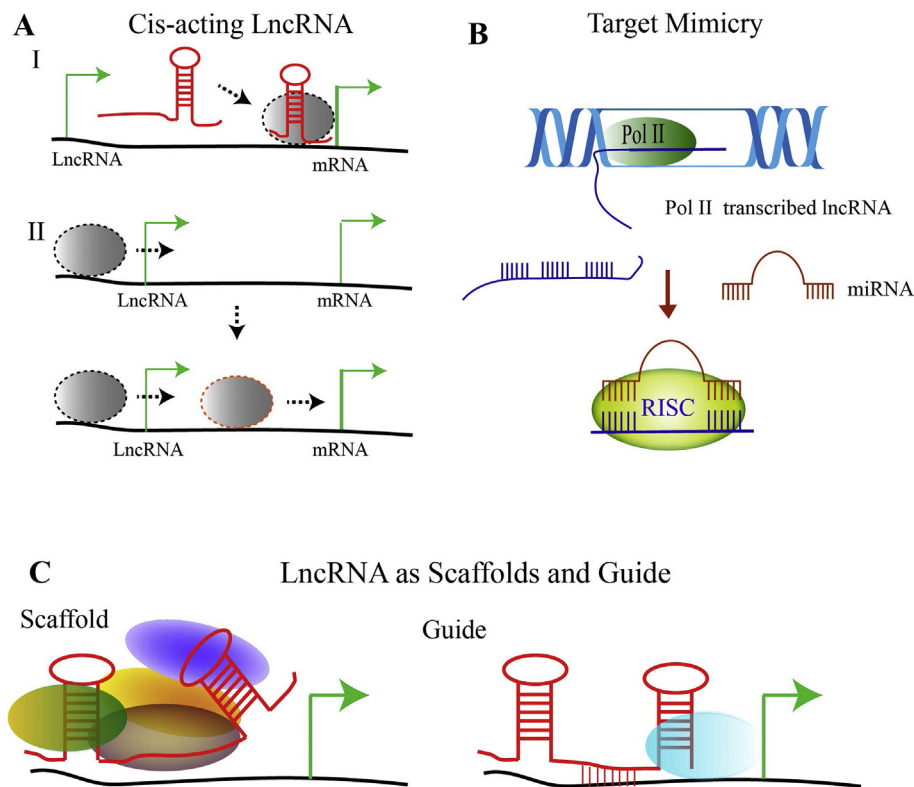 A
Cis-acting LncRNA
I
LncRNA
mRNA
II
LncRNA
mRNA
LncRNA
mRNA
B
Target Mimicry
Pol II
Pol II transcribed lncRNA
miRNA
RISC
C
LncRNA as Scaffolds and Guide
Scaffold
Guide